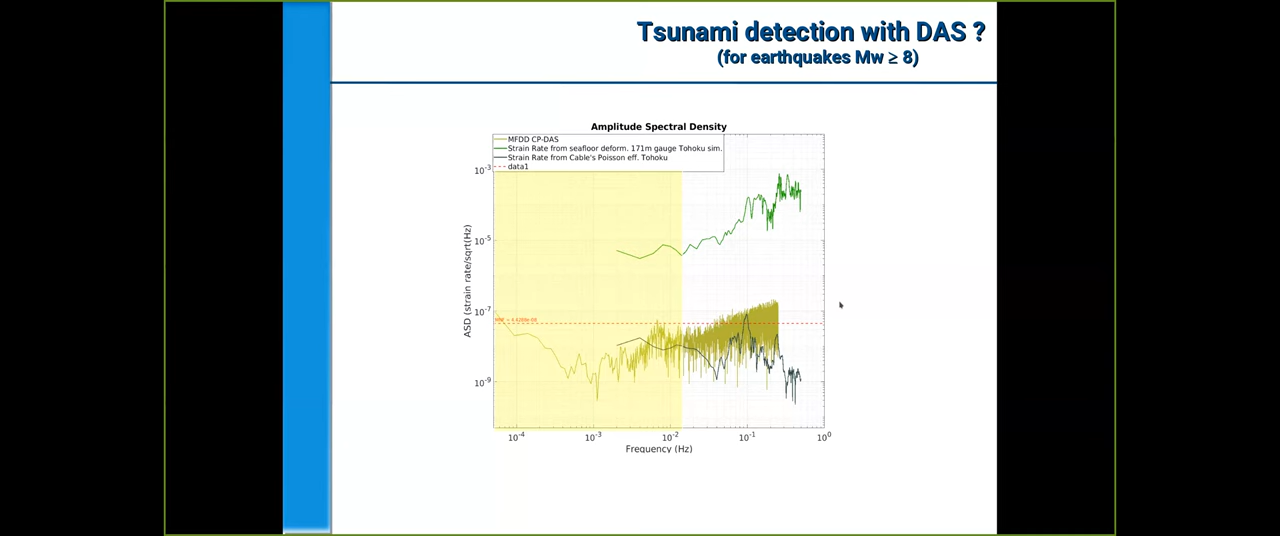 Tsunami detection with DAS ?
(for earthquakes Mw ≥ 8)
Amplitude Spectral Density
MFDD CP-DAS
Strain Rate from seafloor deform. 171m gauge Tohoku sim.
Strain Rate from Cable's Poisson eff. Tohoku
data1
ASD (strain rate/sqrt(Hz)
10-3
10-5
10-7
10-9
10-4
10-3
10-2
10-1
100
Frequency (Hz)